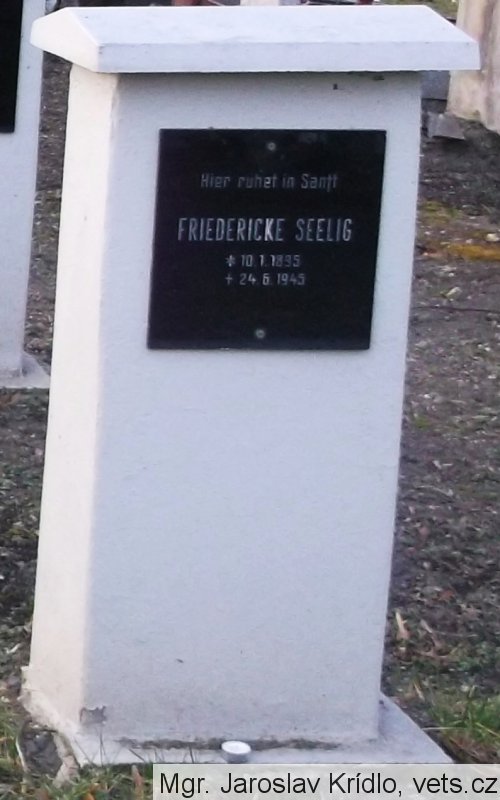 Hier ruhet in Sanft
FRIEDERICKE SEELIG
* 10.1.1895
+ 24.6.1945
Mgr. Jaroslav Krídlo, vets.cz